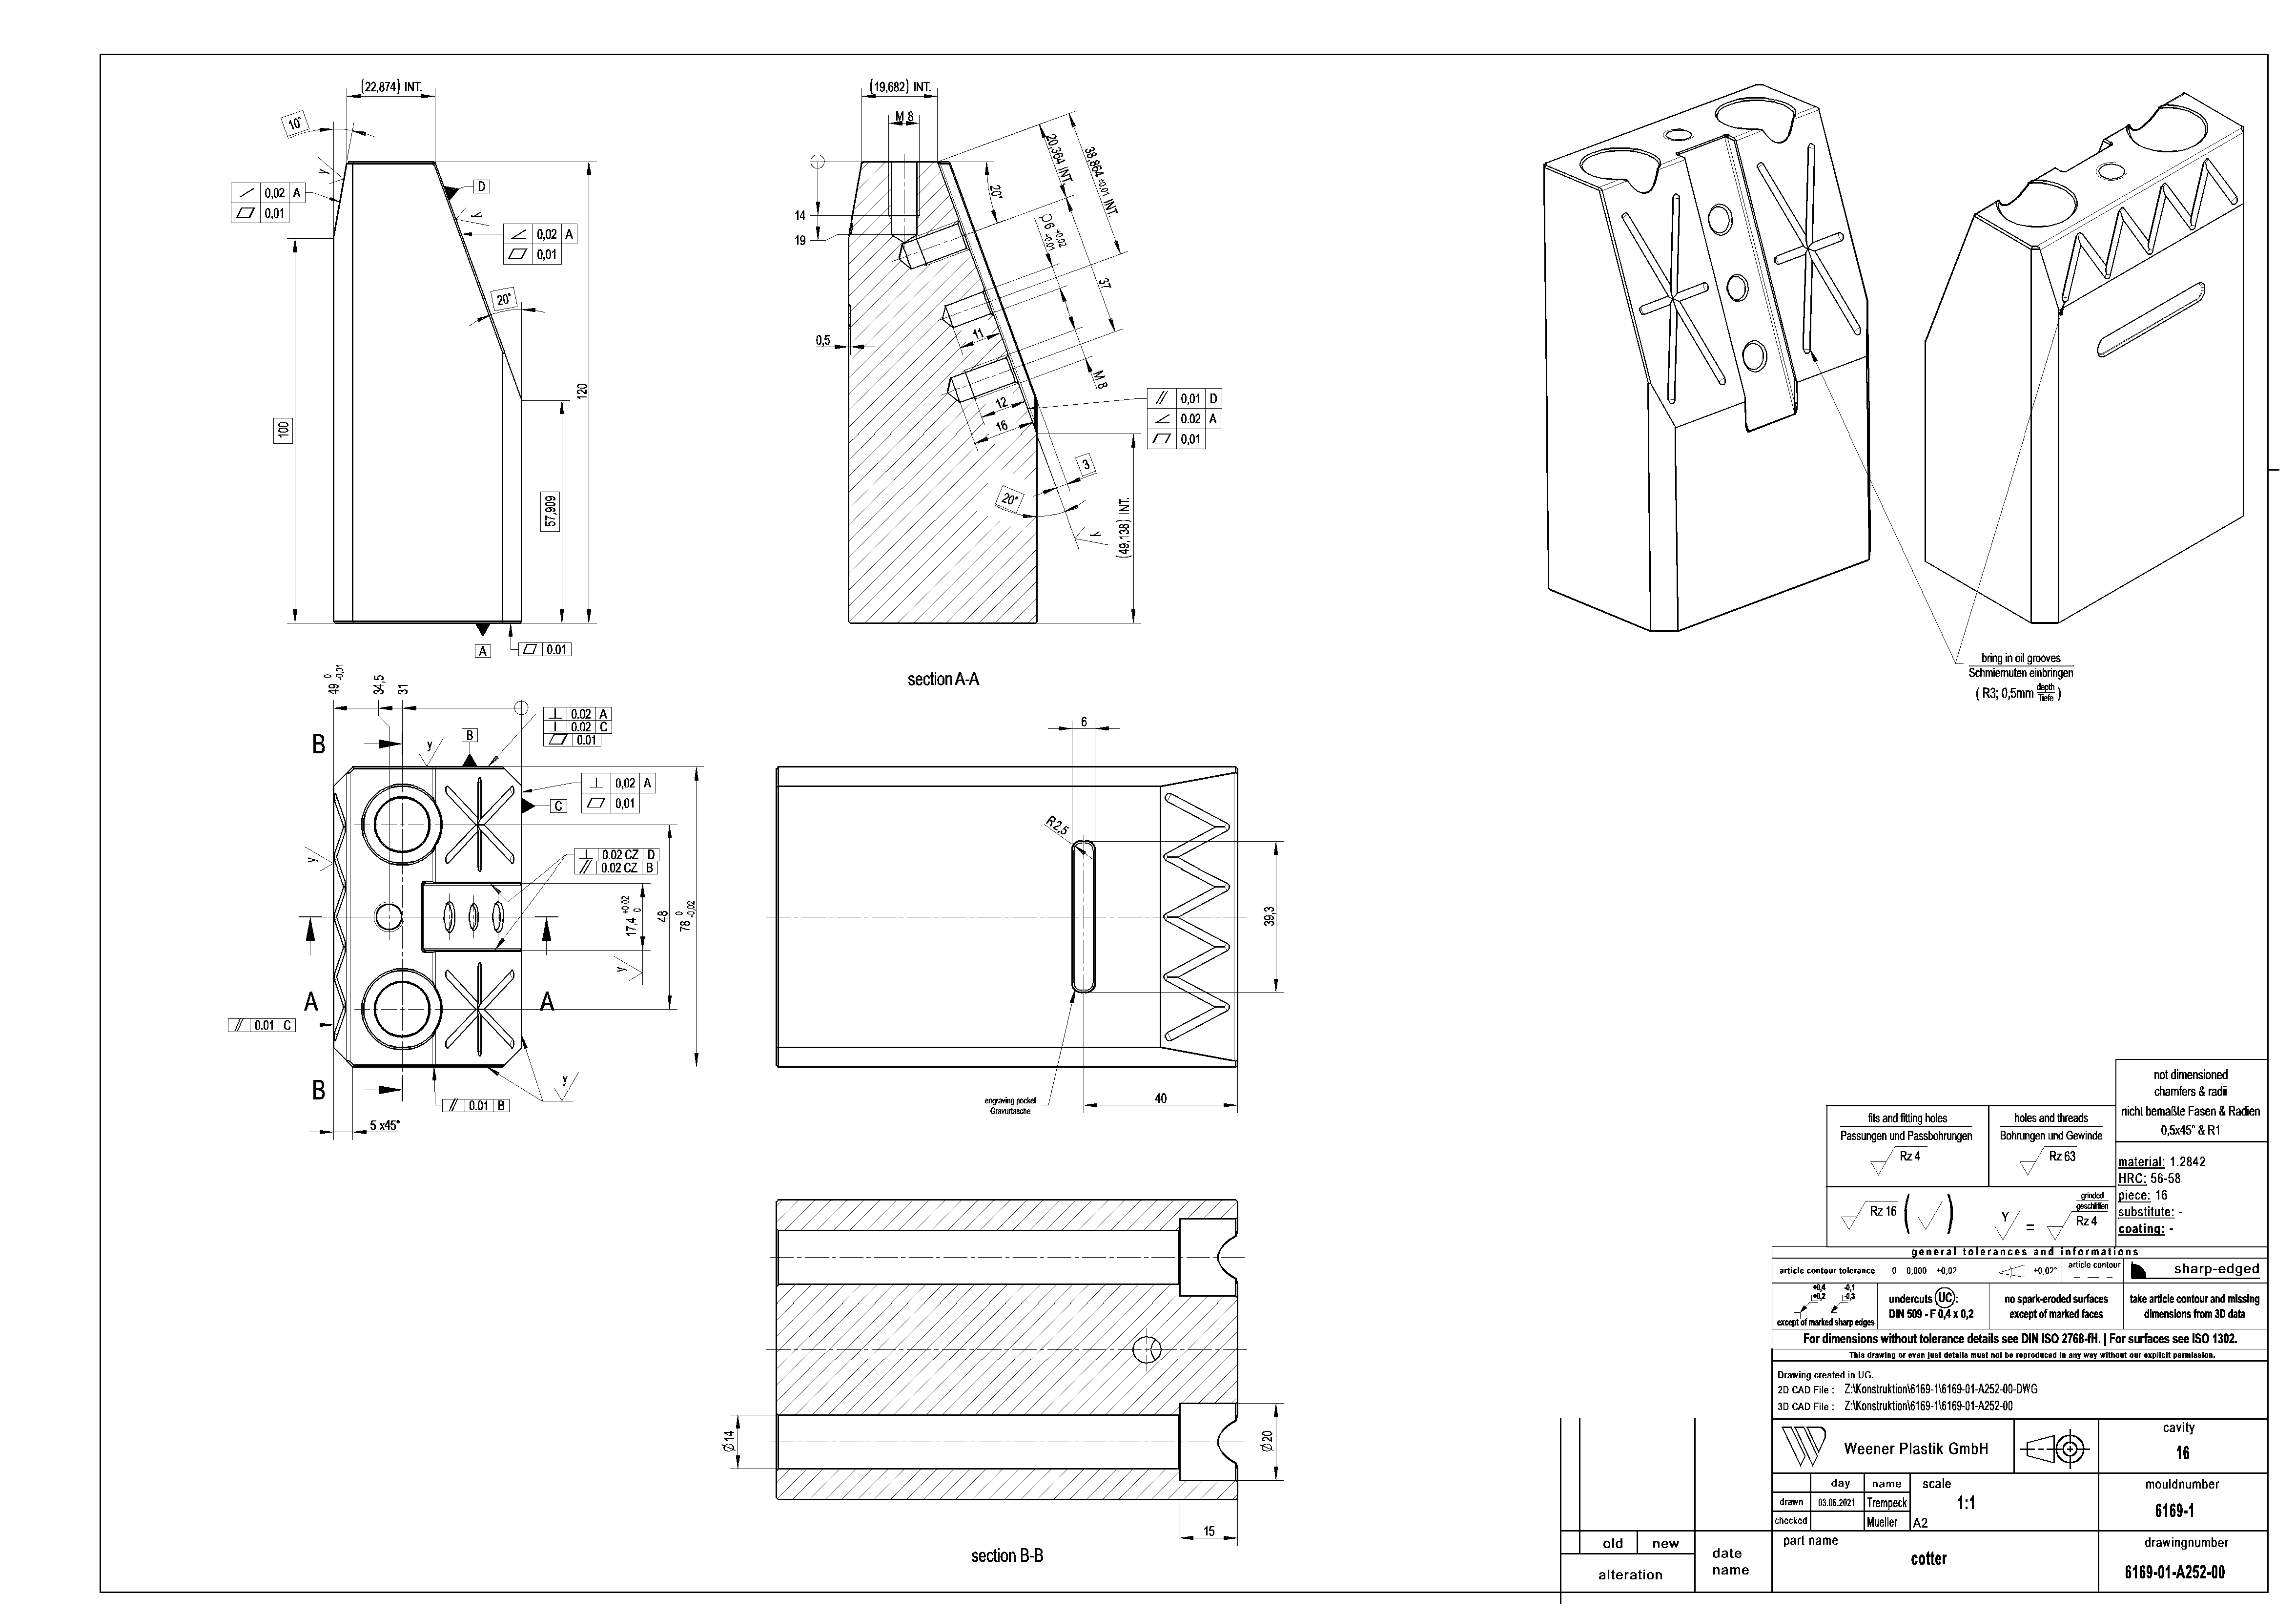 (22,874) INT.
10°
y
∠ 0,02 A
⏥ 0,01
D
y
∠ 0,02 A
⏥ 0,01
20°
120
100
57,909
A
⏥ 0.01
(19,682) INT.
M 8
14
19
0,5
20°
20,364 INT.
38,864 ±0,01 INT.
Ø6 +0,02 +0,01
37
11
M 8
12
16
// 0,01 D
∠ 0.02 A
⏥ 0,01
3
20°
y
(49,138) INT.
section A-A
bring in oil grooves
Schmiernuten einbringen
( R3; 0,5mm depth Tiefe )
49 0 -0,01
34,5
31
B
y
B
⊥ 0.02 A
⊥ 0.02 C
⏥ 0.01
⊥ 0,02 A
⏥ 0,01
C
y
⊥ 0.02 CZ D
// 0.02 CZ B
17,4 +0.02 0
48
78 0 -0,02
y
A
A
// 0.01 C
B
y
// 0.01 B
5 x45°
6
R2,5
39,3
engraving pocket
Gravurtasche
40
Ø14
Ø20
15
section B-B
not dimensioned
chamfers & radii
nicht bemaßte Fasen & Radien
0,5x45° & R1
fits and fitting holes
Passungen und Passbohrungen
Rz 4
holes and threads
Bohrungen und Gewinde
Rz 63
material: 1.2842
HRC: 56-58
piece: 16
substitute: -
coating: -
Rz 16 ( )
Y = grinded geschliffen Rz 4
general tolerances and informations
article contour tolerance 0 .. 0,000 ±0,02 ±0,02° article contour sharp-edged
+0,4 +0,2 -0,1 -0,3
except of marked sharp edges
undercuts UC:
DIN 509 - F 0,4 x 0,2
no spark-eroded surfaces
except of marked faces
take article contour and missing
dimensions from 3D data
For dimensions without tolerance details see DIN ISO 2768-fH. | For surfaces see ISO 1302.
This drawing or even just details must not be reproduced in any way without our explicit permission.
Drawing created in UG.
2D CAD File : Z:\Konstruktion\6169-1\6169-01-A252-00-DWG
3D CAD File : Z:\Konstruktion\6169-1\6169-01-A252-00
Weener Plastik GmbH
cavity
16
day name scale
drawn 03.06.2021 Trempeck 1:1
checked Mueller A2
mouldnumber
6169-1
old new
alteration
date
name
part name
cotter
drawingnumber
6169-01-A252-00